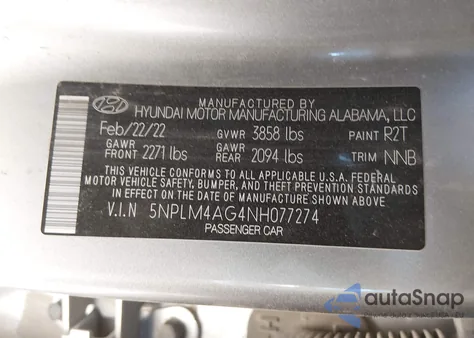 MANUFACTURED BY
HYUNDAI MOTOR MANUFACTURING ALABAMA, LLC
Feb/22/22 GVWR 3858 lbs PAINT R2T
GAWR FRONT 2271 lbs GAWR REAR 2094 lbs TRIM NNB
THIS VEHICLE CONFORMS TO ALL APPLICABLE U.S.A. FEDERAL
MOTOR VEHICLE SAFETY, BUMPER, AND THEFT PREVENTION STANDARDS
IN EFFECT ON THE DATE OF MANUFACTURE SHOWN ABOVE.
V.I.N 5NPLM4AG4NH077274
PASSENGER CAR
autoSnap